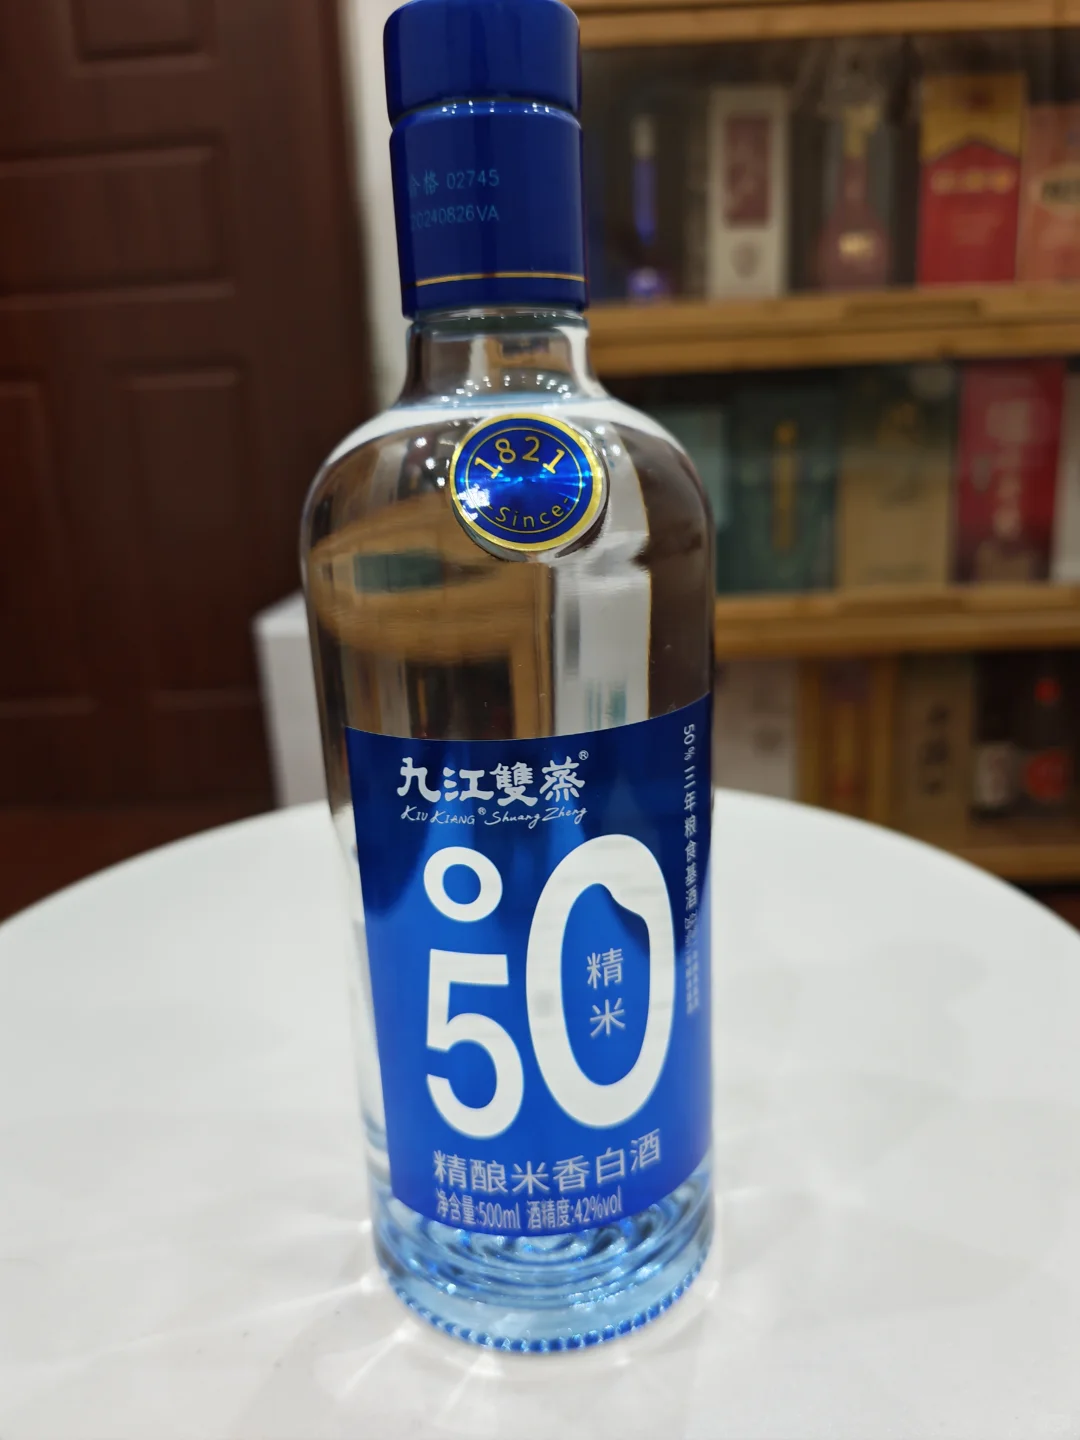 格 02745
20240826VA
1821
Since
九江雙蒸®
KIU KIANG® Shuang Zheng
50
精
米
50%三年粮食基酒
精酿米香白酒
净含量:500ml 酒精度:42%vol